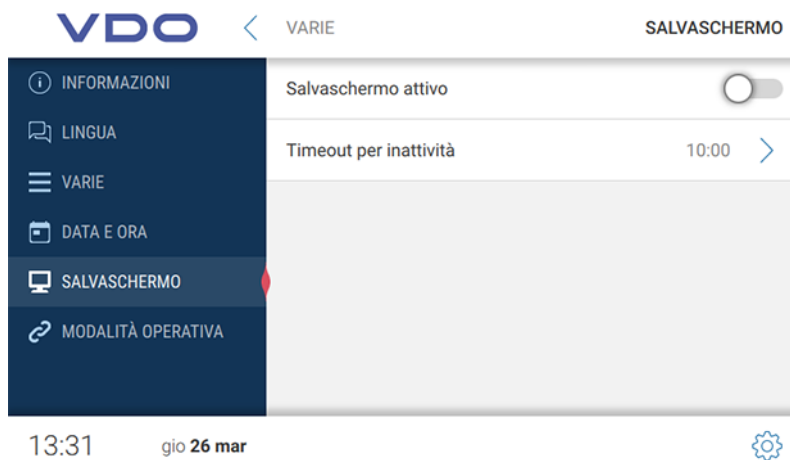 VDO
VARIE
SALVASCHERMO
INFORMAZIONI
LINGUA
VARIE
DATA E ORA
SALVASCHERMO
MODALITÀ OPERATIVA
Salvaschermo attivo
Timeout per inattività 10:00
13:31 gio 26 mar